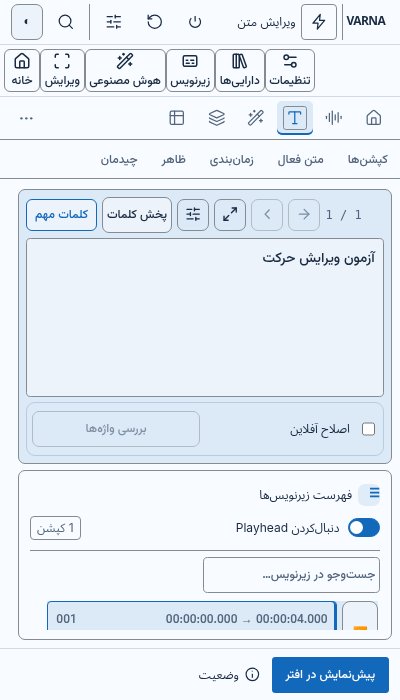 VARNA
ویرایش متن
تنظیمات
دارایی‌ها
زیرنویس
هوش مصنوعی
ویرایش
خانه
کپشن‌ها
متن فعال
زمان‌بندی
ظاهر
چیدمان
1 / 1
پخش کلمات
کلمات مهم
آزمون ویرایش حرکت
اصلاح آفلاین
بررسی واژه‌ها
فهرست زیرنویس‌ها
دنبال‌کردن Playhead
1 کپشن
جست‌وجو در زیرنویس...
001
00:00:00.000 → 00:00:04.000
پیش‌نمایش در افتر
وضعیت